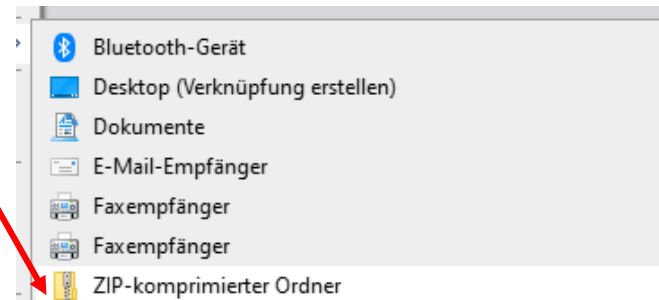 Bluetooth-Gerät
Desktop (Verknüpfung erstellen)
Dokumente
E-Mail-Empfänger
Faxempfänger
Faxempfänger
ZIP-komprimierter Ordner